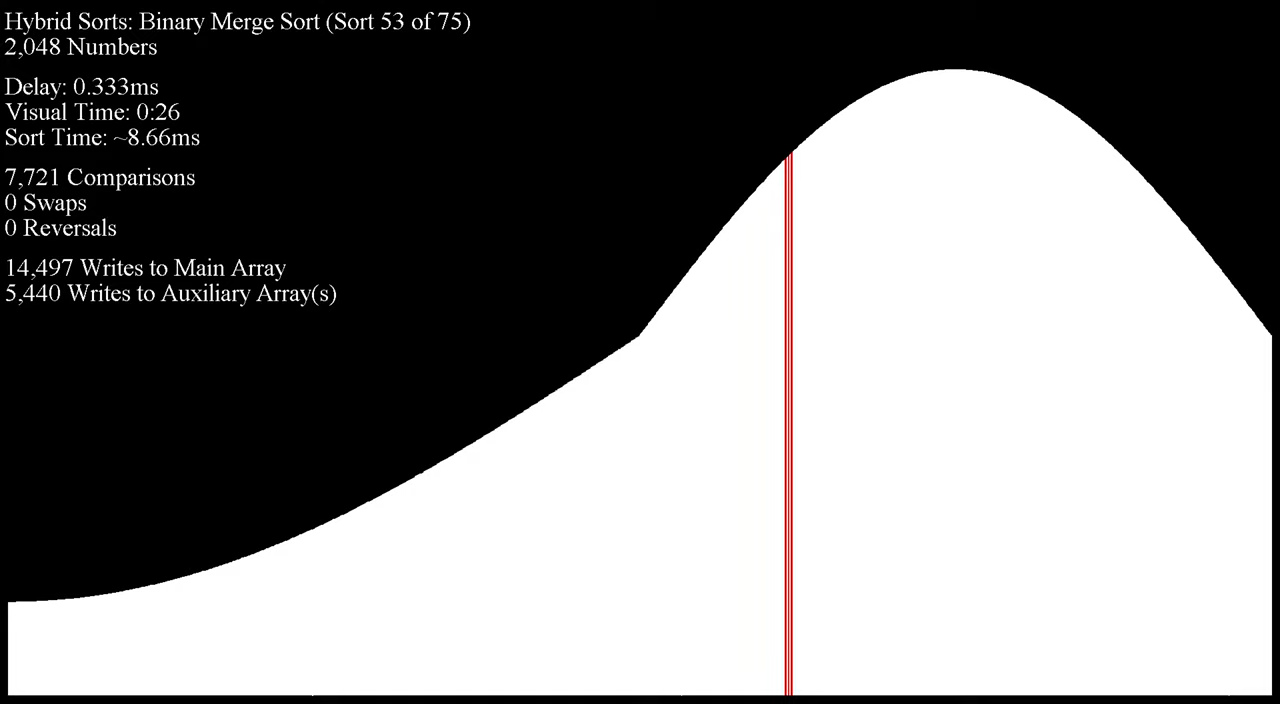 Hybrid Sorts: Binary Merge Sort (Sort 53 of 75)
2,048 Numbers
Delay: 0.333ms
Visual Time: 0:26
Sort Time: ~8.66ms
7,721 Comparisons
0 Swaps
0 Reversals
14,497 Writes to Main Array
5,440 Writes to Auxiliary Array(s)